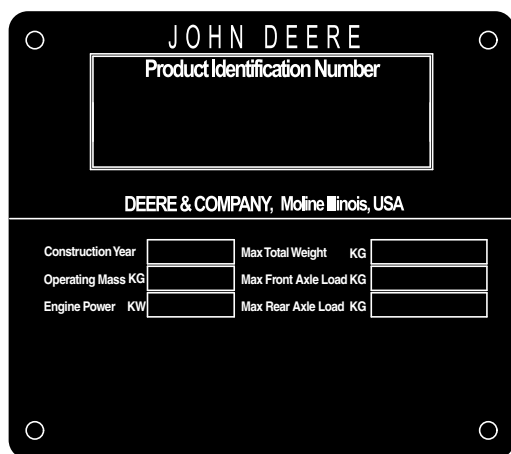 JOHN DEERE
Product Identification Number
DEERE & COMPANY, Moline Illinois, USA
Construction Year Max Total Weight KG
Operating Mass KG Max Front Axle Load KG
Engine Power KW Max Rear Axle Load KG